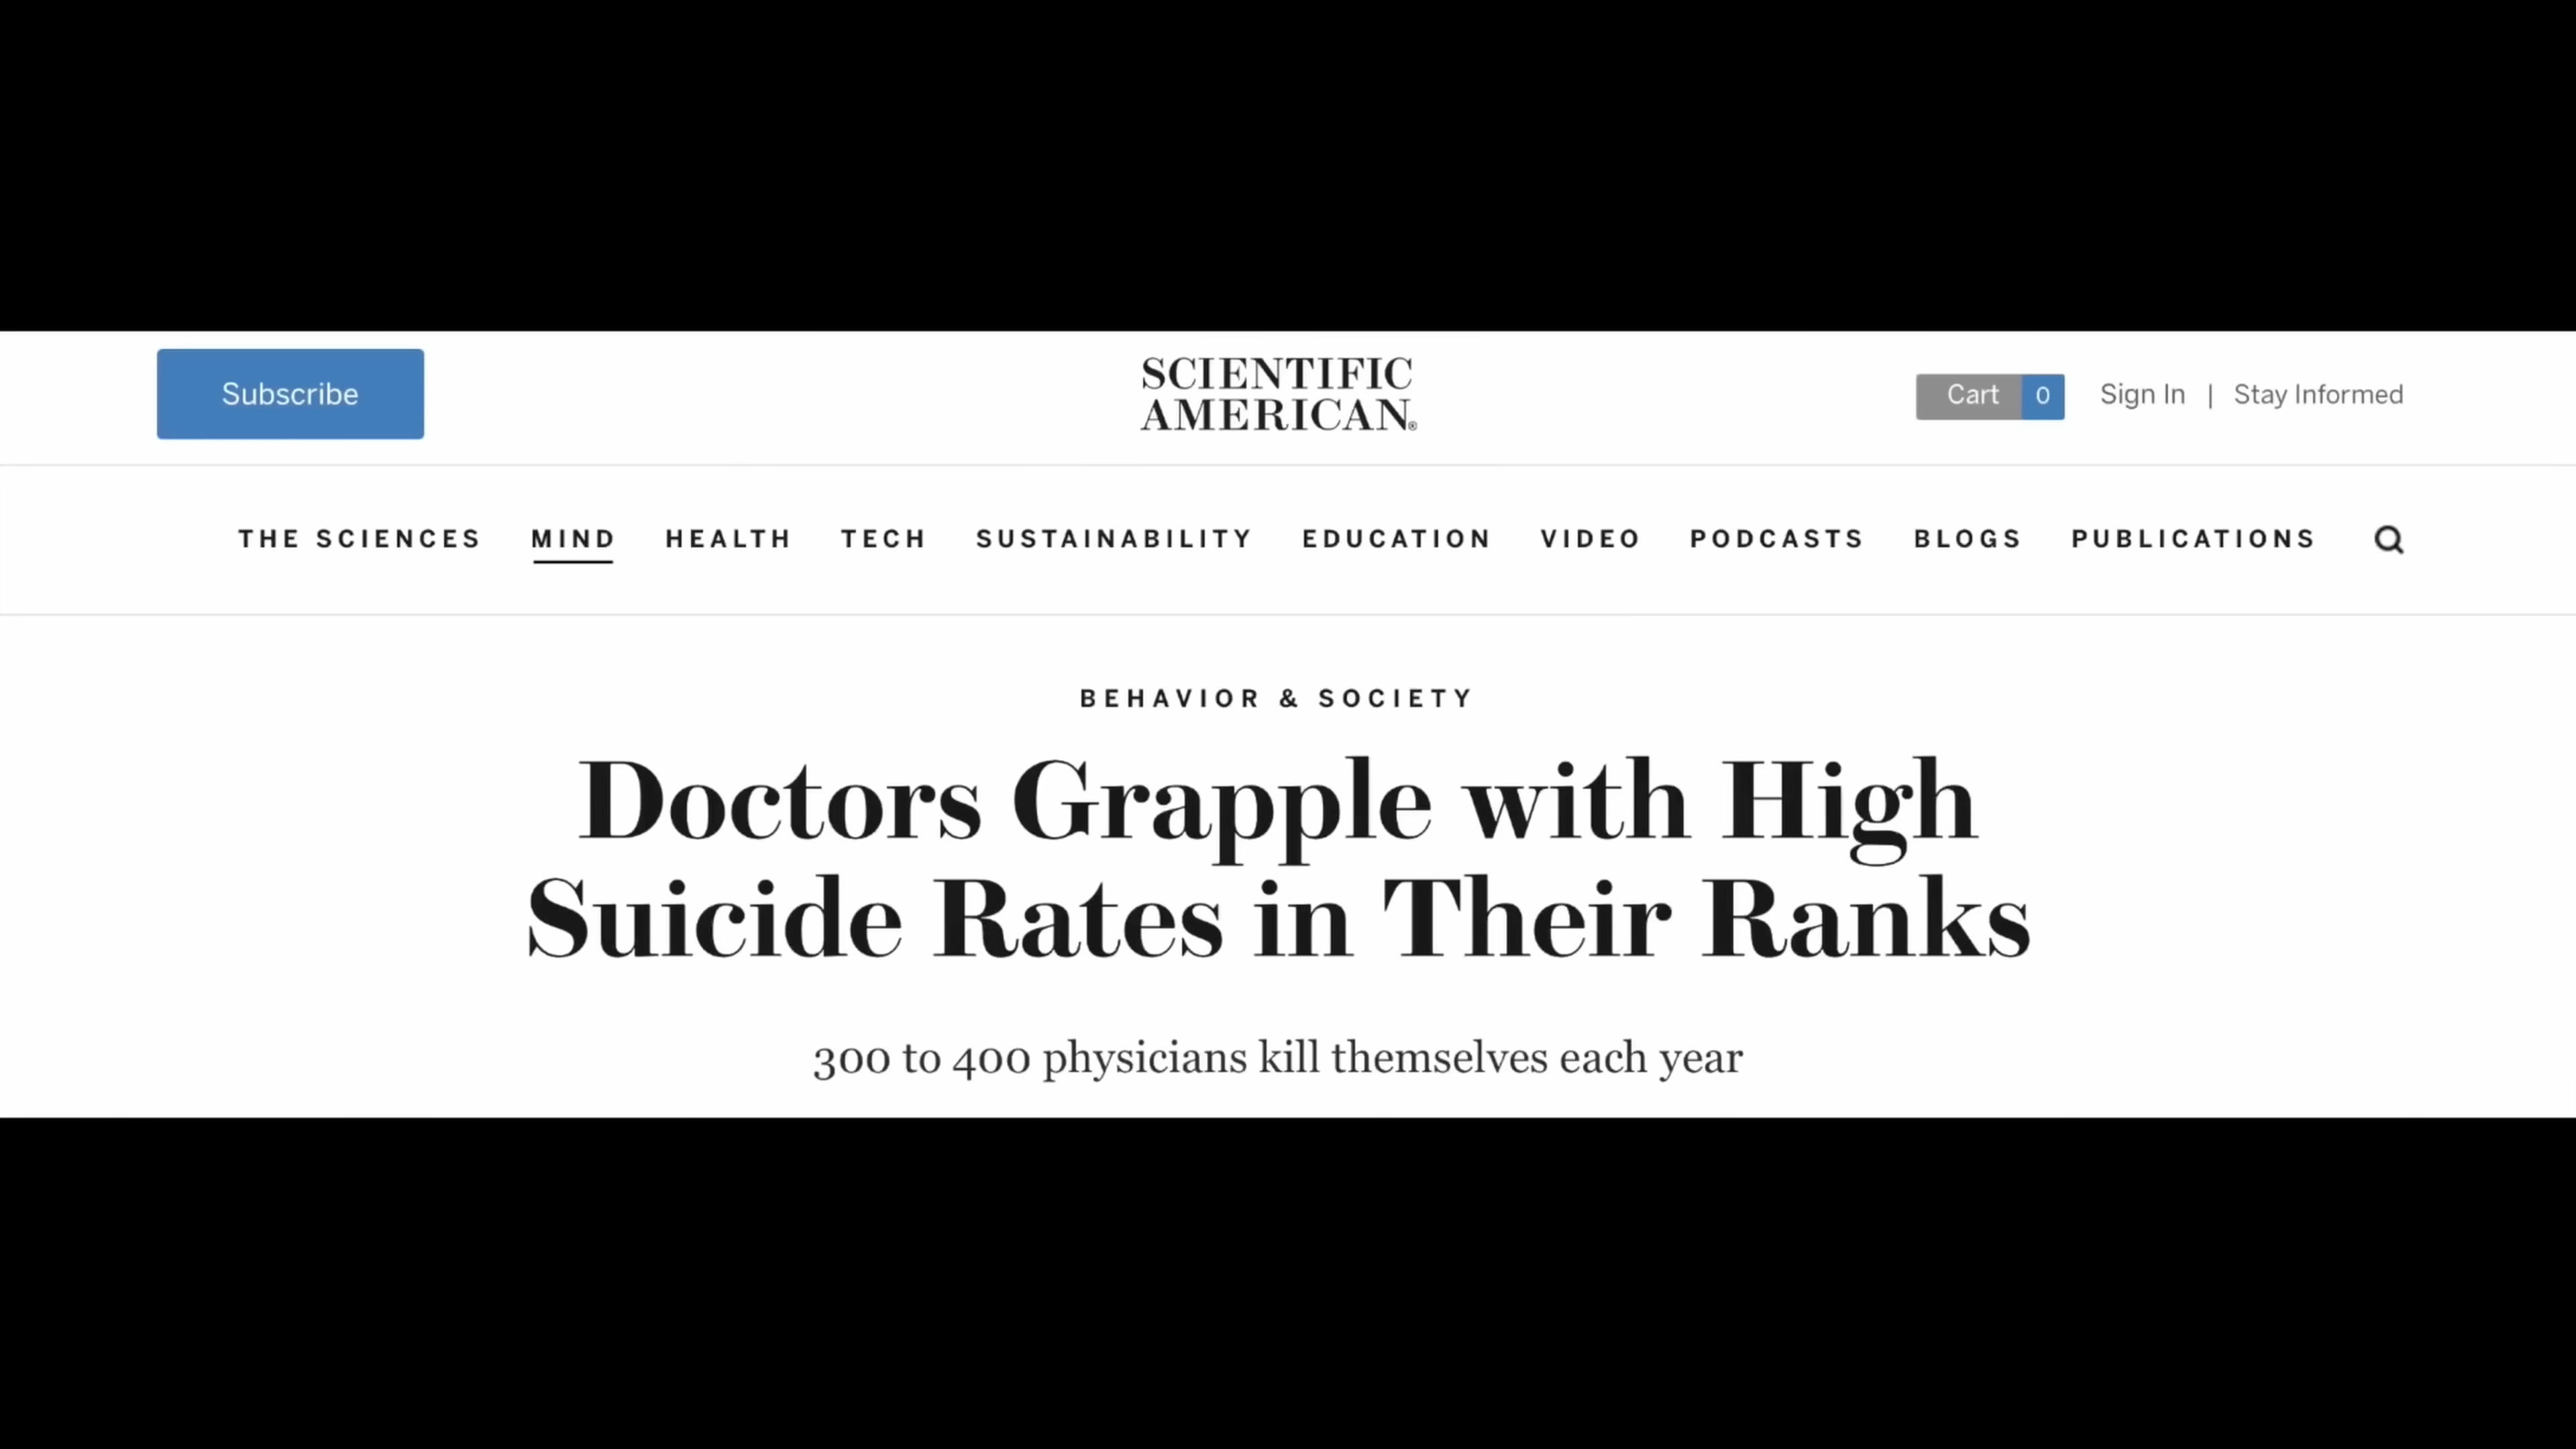 Subscribe
SCIENTIFIC
AMERICAN®
Cart 0 Sign In | Stay Informed
THE SCIENCES MIND HEALTH TECH SUSTAINABILITY EDUCATION VIDEO PODCASTS BLOGS PUBLICATIONS
BEHAVIOR & SOCIETY
Doctors Grapple with High
Suicide Rates in Their Ranks
300 to 400 physicians kill themselves each year